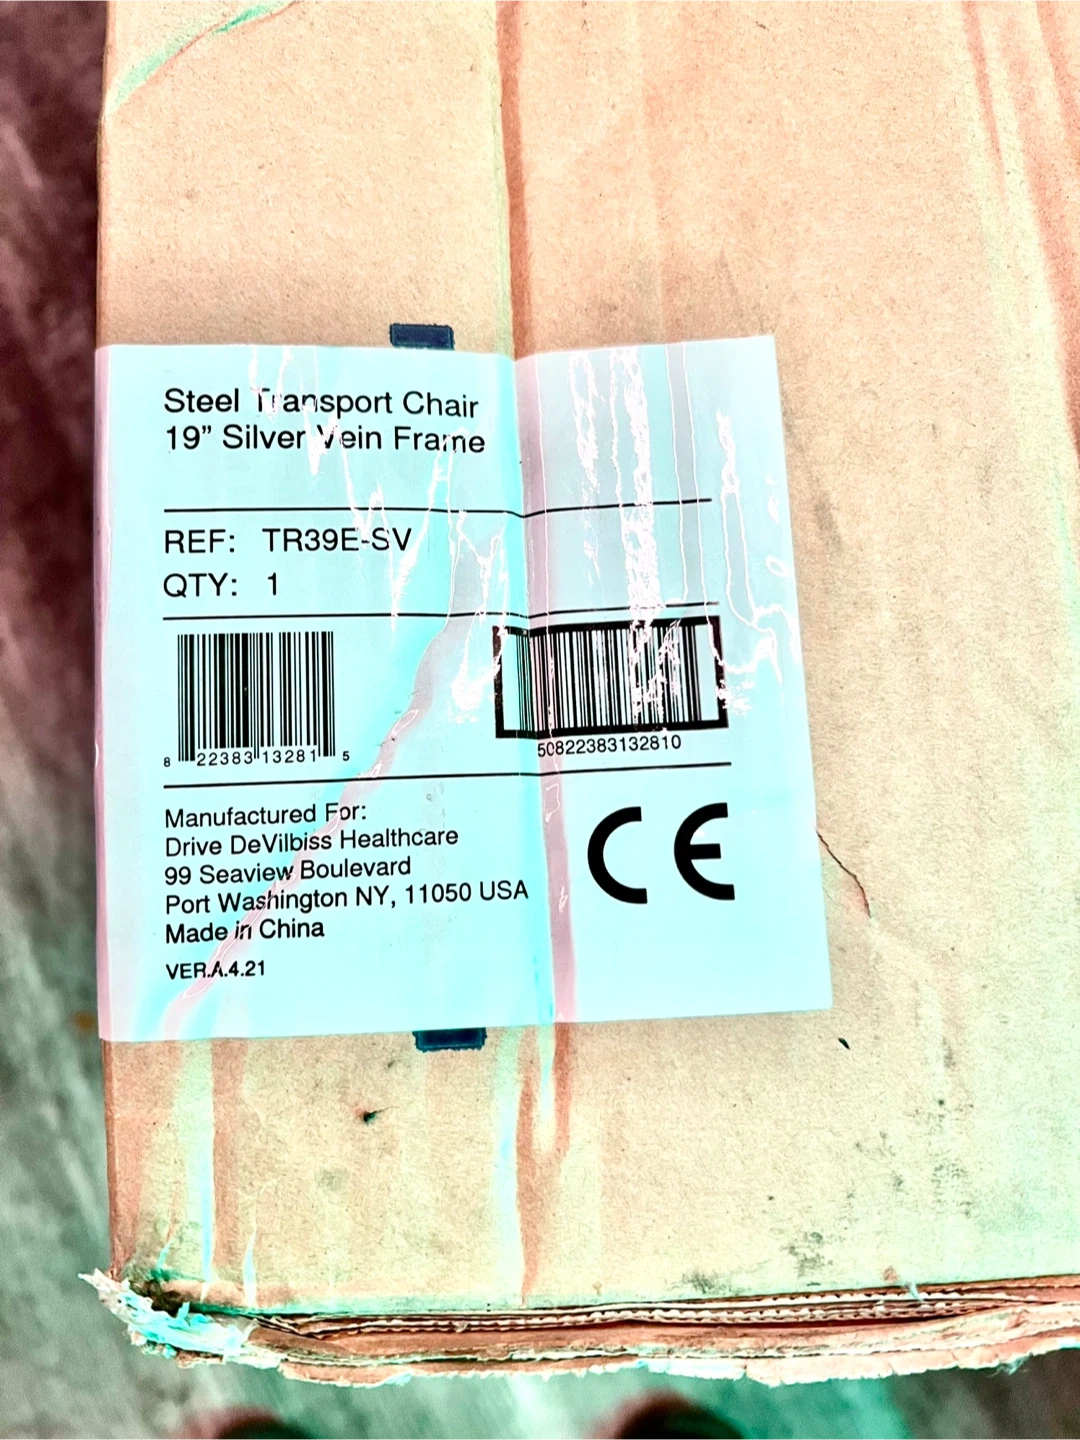 Steel Transport Chair
19” Silver Vein Frame
REF: TR39E-SV
QTY: 1
8 22383 13281 5
50822383132810
Manufactured For:
Drive DeVilbiss Healthcare
99 Seaview Boulevard
Port Washington NY, 11050 USA
Made in China
VER.A.4.21
CE